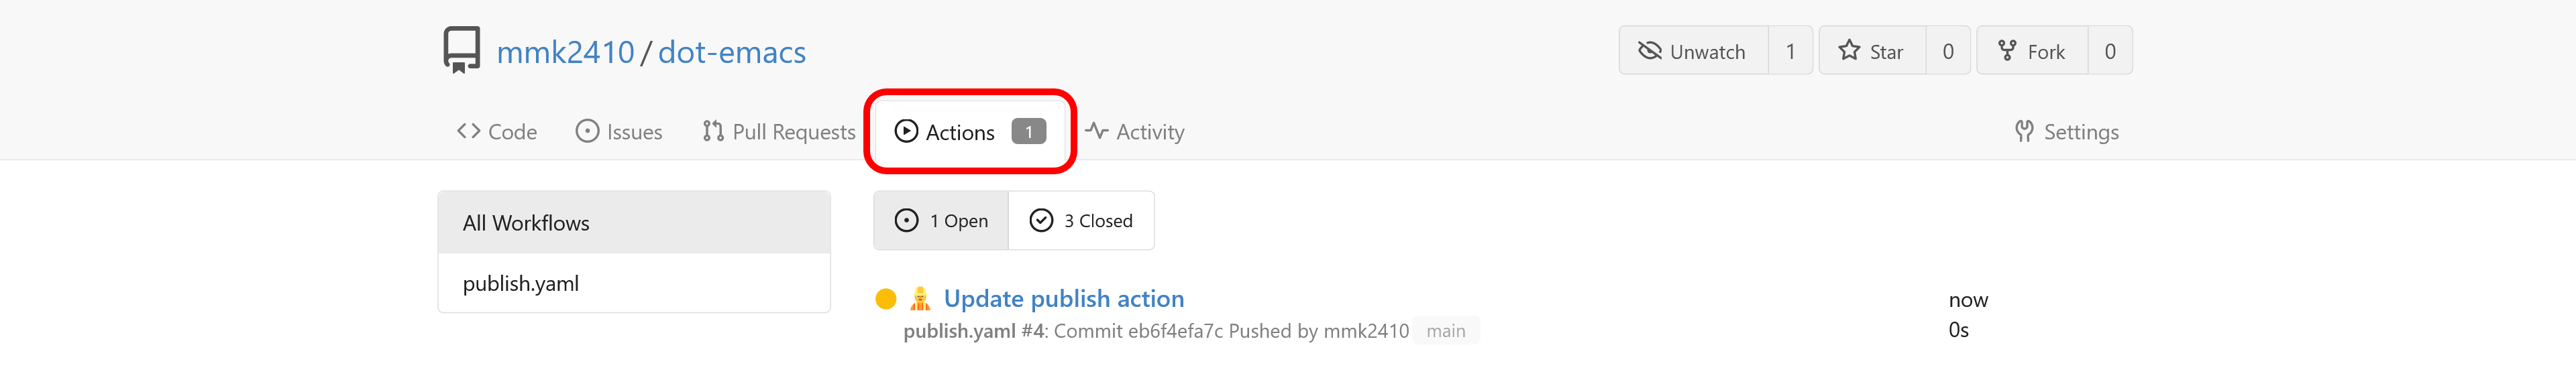 mmk2410 / dot-emacs
Unwatch 1 Star 0 Fork 0
Code Issues Pull Requests Actions 1 Activity Settings
All Workflows
publish.yaml
1 Open 3 Closed
Update publish action now
publish.yaml #4: Commit eb6f4efa7c Pushed by mmk2410 main 0s